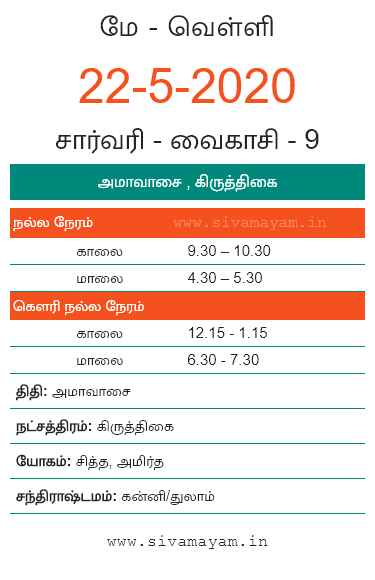 மே - வெள்ளி
22-5-2020
சார்வரி - வைகாசி - 9
அமாவாசை , கிருத்திகை
நல்ல நேரம் www.sivamayam.in
காலை 9.30 – 10.30
மாலை 4.30 – 5.30
கௌரி நல்ல நேரம்
காலை 12.15 - 1.15
மாலை 6.30 - 7.30
திதி: அமாவாசை
நட்சத்திரம்: கிருத்திகை
யோகம்: சித்த, அமிர்த
சந்திராஷ்டமம்: கன்னி/துலாம்
www.sivamayam.in